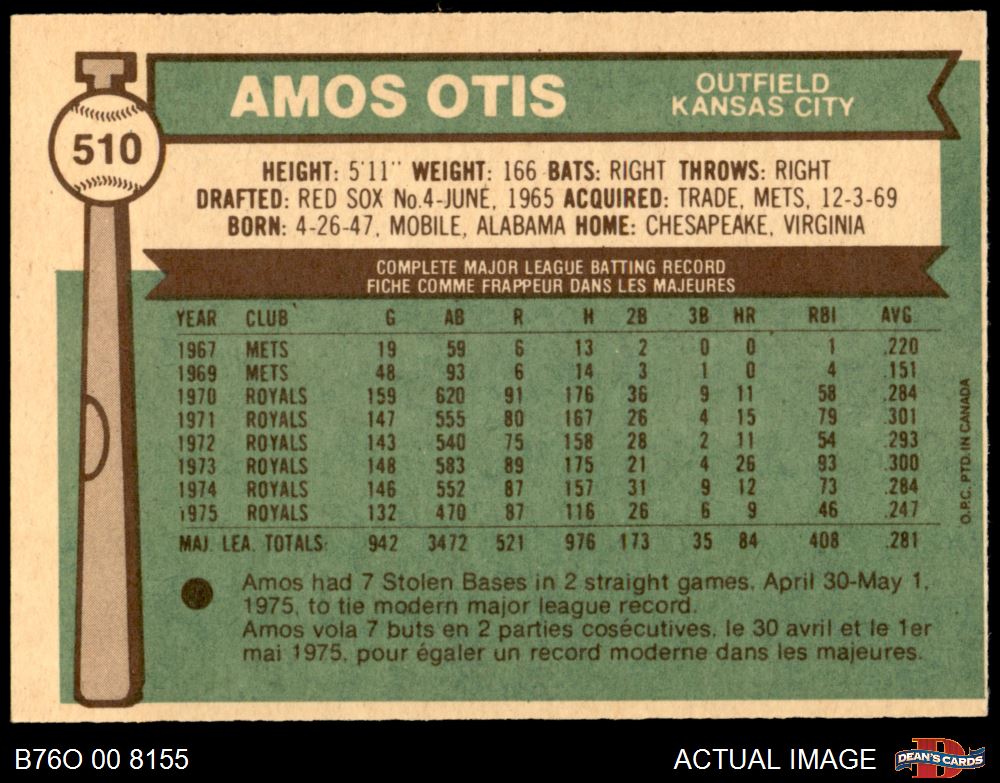 AMOS OTIS
OUTFIELD
KANSAS CITY
510
HEIGHT: 5'11" WEIGHT: 166 BATS: RIGHT THROWS: RIGHT
DRAFTED: RED SOX No.4-JUNE, 1965 ACQUIRED: TRADE, METS, 12-3-69
BORN: 4-26-47, MOBILE, ALABAMA HOME: CHESAPEAKE, VIRGINIA
COMPLETE MAJOR LEAGUE BATTING RECORD
FICHE COMME FRAPPEUR DANS LES MAJEURES
YEAR CLUB G AB R H 2B 3B HR RBI AVG.
1967 METS 19 59 6 13 2 0 0 1 .220
1969 METS 48 93 6 14 3 1 0 4 .151
1970 ROYALS 159 620 91 176 36 9 11 58 .284
1971 ROYALS 147 555 80 167 26 4 15 79 .301
1972 ROYALS 143 540 75 158 28 2 11 54 .293
1973 ROYALS 148 583 89 175 21 4 26 93 .300
1974 ROYALS 146 552 87 157 31 9 12 73 .284
1975 ROYALS 132 470 87 116 26 6 9 46 .247
MAJ. LEA. TOTALS: 942 3472 521 976 173 35 84 408 .281
Amos had 7 Stolen Bases in 2 straight games, April 30-May 1,
1975, to tie modern major league record.
Amos vola 7 buts en 2 parties cosécutives, le 30 avril et le 1er
mai 1975, pour égaler un record moderne dans les majeures.
O.P.C. PTD. IN CANADA
B76O 00 8155
ACTUAL IMAGE
D
DEAN'S CARDS